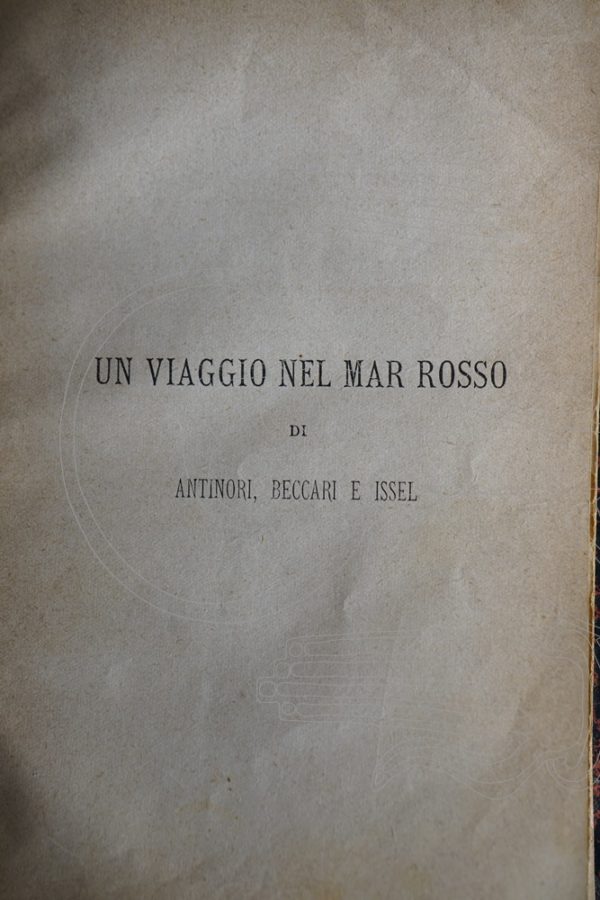 UN VIAGGIO NEL MAR ROSSO
DI
ANTINORI, BECCARI E ISSEL